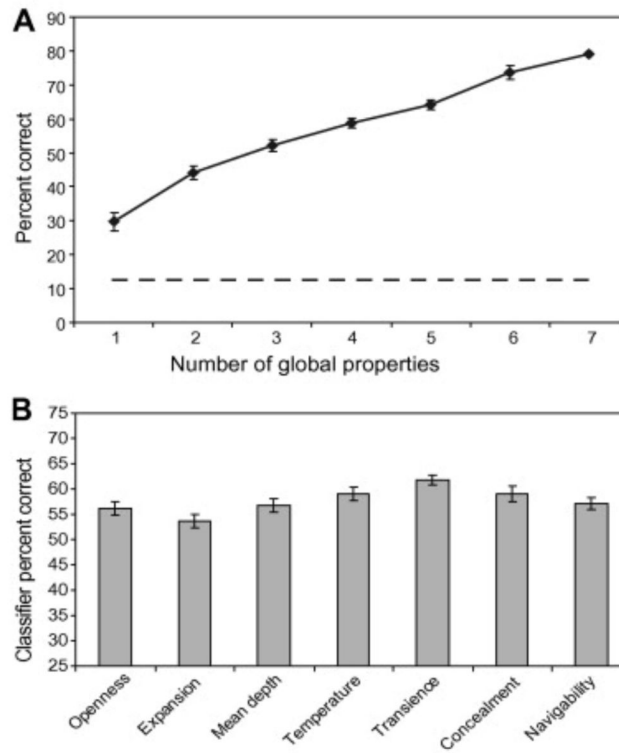 A
90
80
70
60
50
40
30
20
10
0
Percent correct
1 2 3 4 5 6 7
Number of global properties
B
75
70
65
60
55
50
45
40
35
30
25
Classifier percent correct
Openness
Expansion
Mean depth
Temperature
Transience
Concealment
Navigability